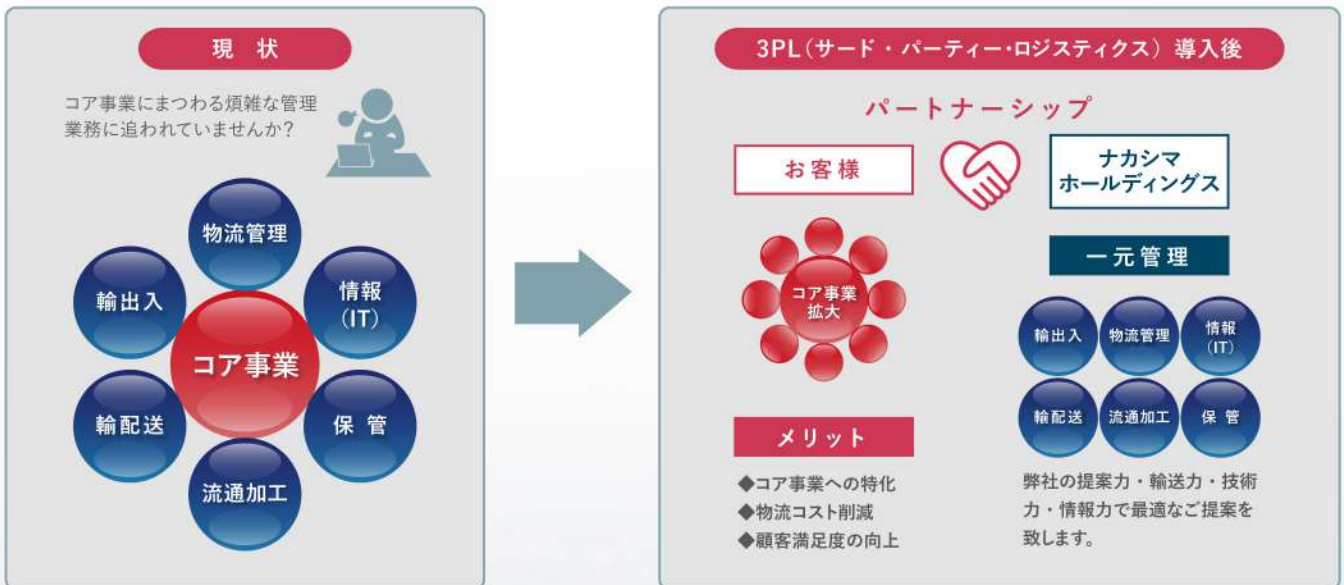 現状
コア事業にまつわる煩雑な管理
業務に追われていませんか?
物流管理
輸出入
情報
(IT)
コア事業
輸配送
保管
流通加工
3PL(サード・パーティー・ロジスティクス)導入後
パートナーシップ
お客様
ナカシマ
ホールディングス
コア事業
拡大
一元管理
輸出入
物流管理
情報
(IT)
輸配送
流通加工
保管
メリット
◆コア事業への特化
◆物流コスト削減
◆顧客満足度の向上
弊社の提案力・輸送力・技術
力・情報力で最適なご提案を
致します。